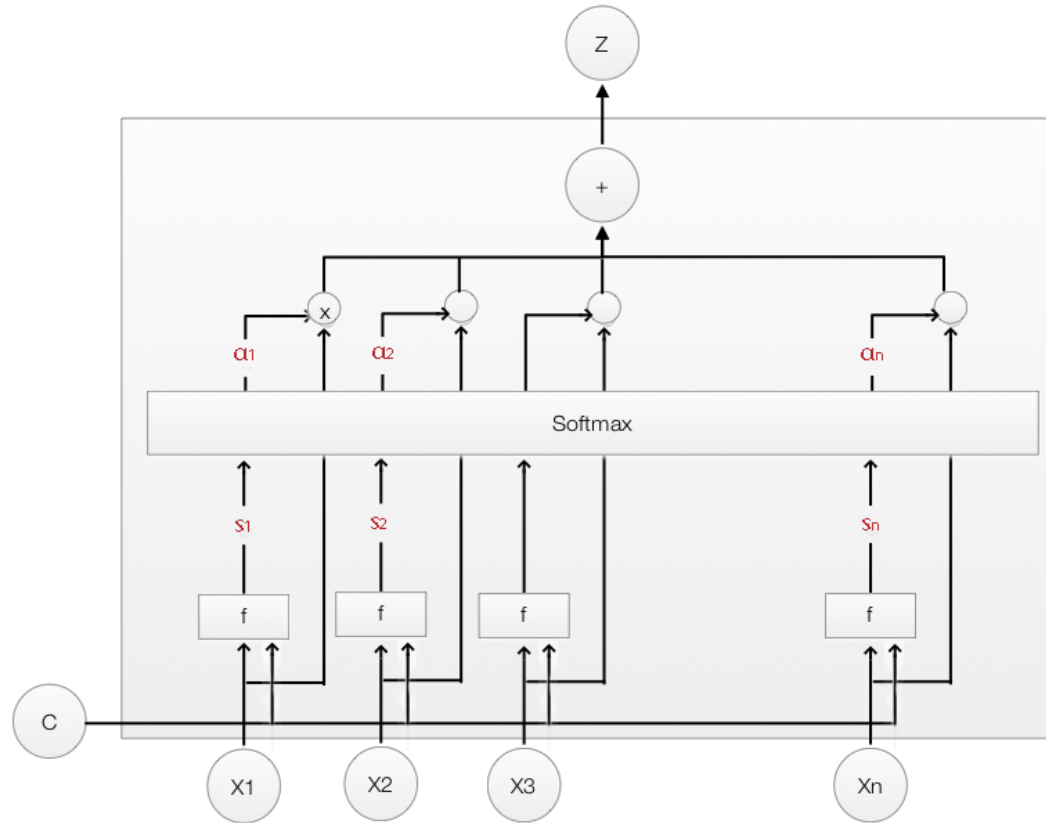 Z
+
x
α1 α2 αn
Softmax
s1 s2 sn
f f f f
C
X1 X2 X3 Xn